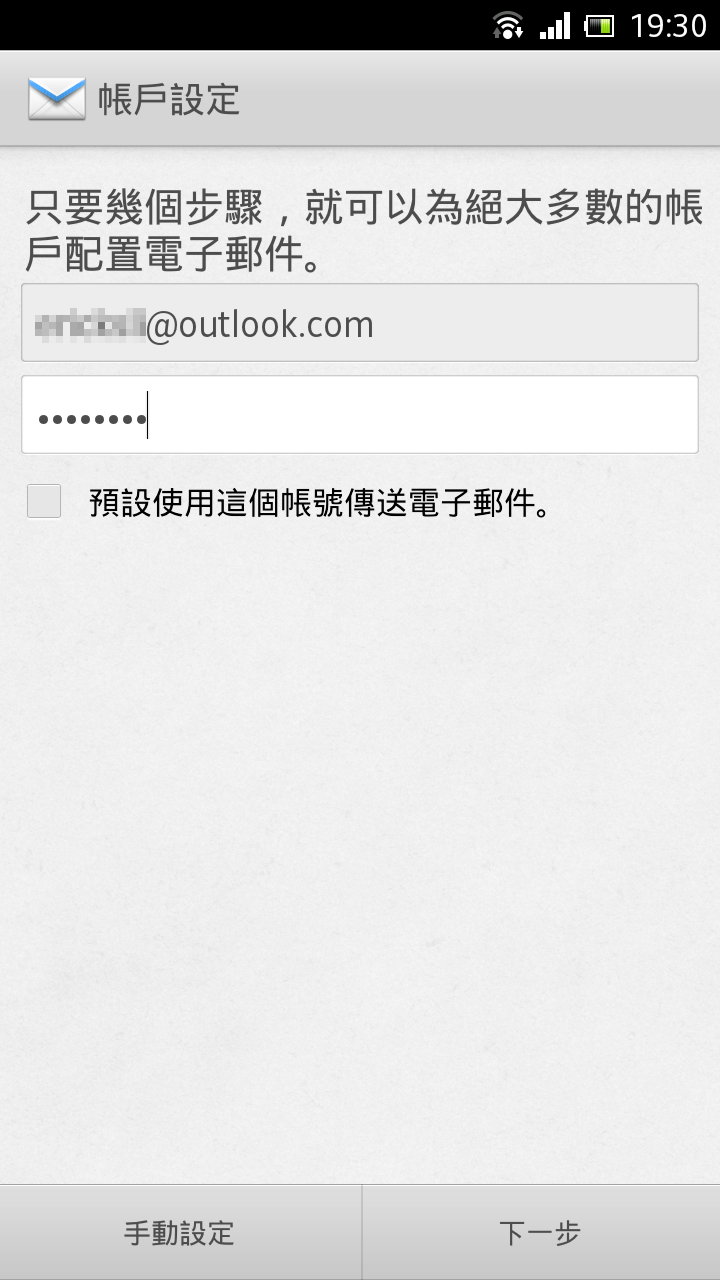 19:30
帳戶設定
只要幾個步驟，就可以為絕大多數的帳
戶配置電子郵件。
@outlook.com
預設使用這個帳號傳送電子郵件。
手動設定
下一步